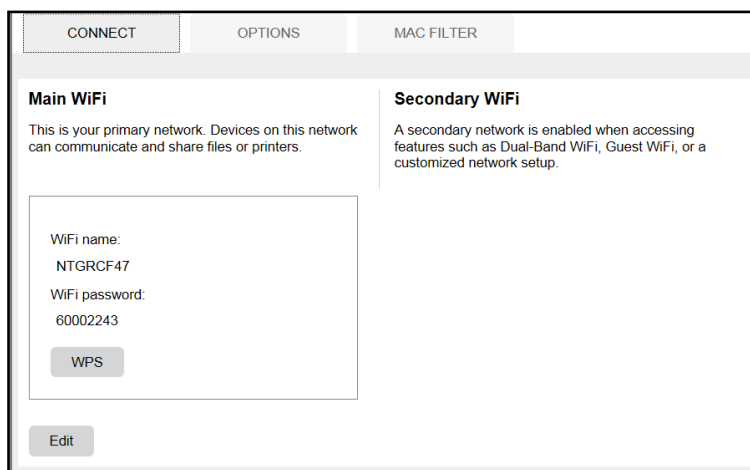 CONNECT
OPTIONS
MAC FILTER
Main WiFi
This is your primary network. Devices on this network
can communicate and share files or printers.
Secondary WiFi
A secondary network is enabled when accessing
features such as Dual-Band WiFi, Guest WiFi, or a
customized network setup.
WiFi name:
NTGRCF47
WiFi password:
60002243
WPS
Edit